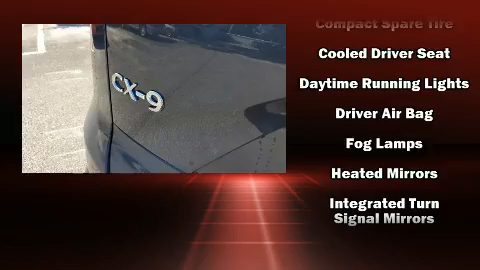 Compact Spare Tire
CX-9
Cooled Driver Seat
Daytime Running Lights
Driver Air Bag
Fog Lamps
Heated Mirrors
Integrated Turn
Signal Mirrors